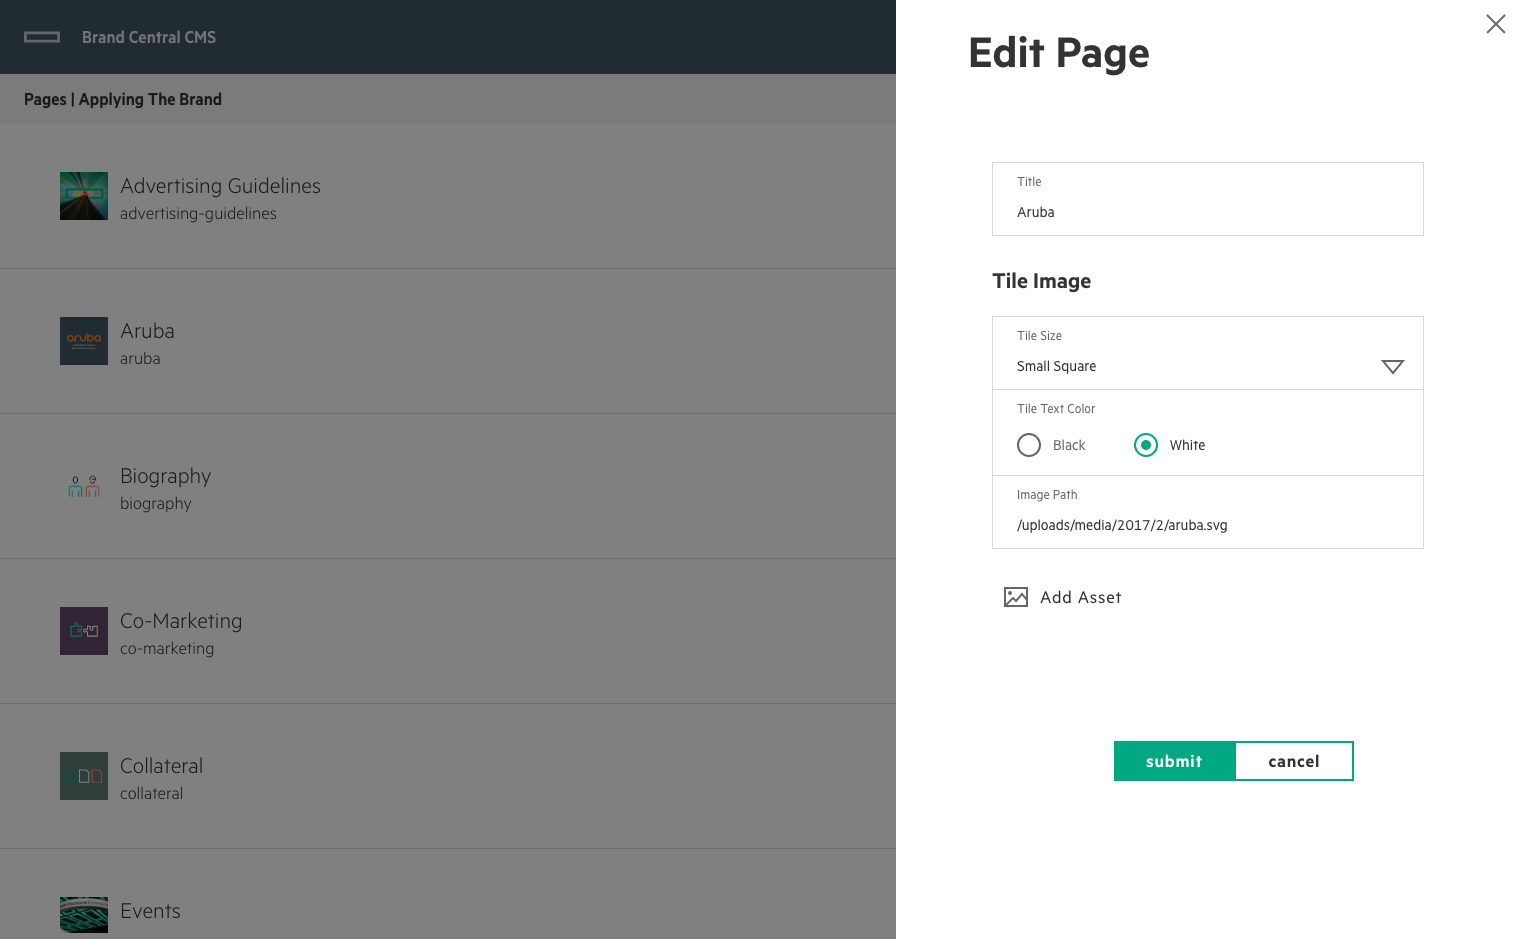 Brand Central CMS
Pages | Applying The Brand
Advertising Guidelines
advertising-guidelines
aruba
Aruba
aruba
Biography
biography
Co-Marketing
co-marketing
Collateral
collateral
Events
Edit Page
Title
Aruba
Tile Image
Tile Size
Small Square
Tile Text Color
Black
White
Image Path
/uploads/media/2017/2/aruba.svg
Add Asset
submit
cancel